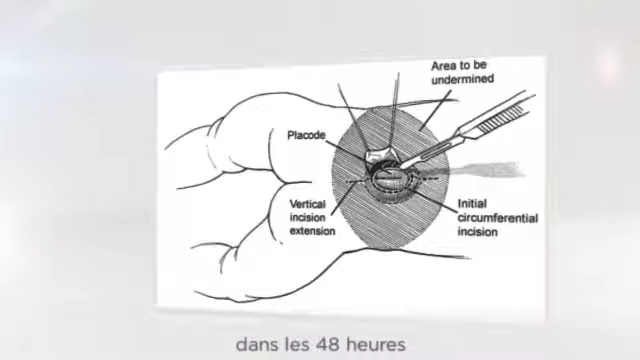 Area to be
undermined
Placode
Vertical
incision
extension
Initial
circumferential
incision
dans les 48 heures